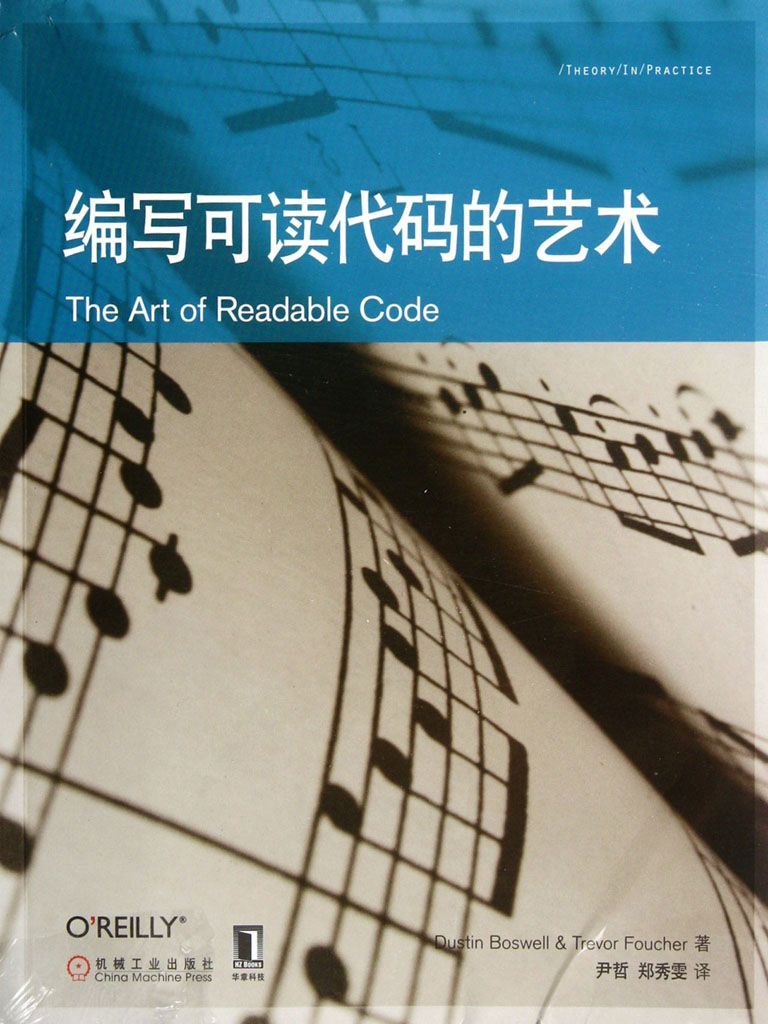 /THEORY/IN/PRACTICE
编写可读代码的艺术
The Art of Readable Code
O'REILLY®
机械工业出版社
China Machine Press
HZ BOOKS
华章科技
Dustin Boswell & Trevor Foucher 著
尹哲 郑秀雯 译